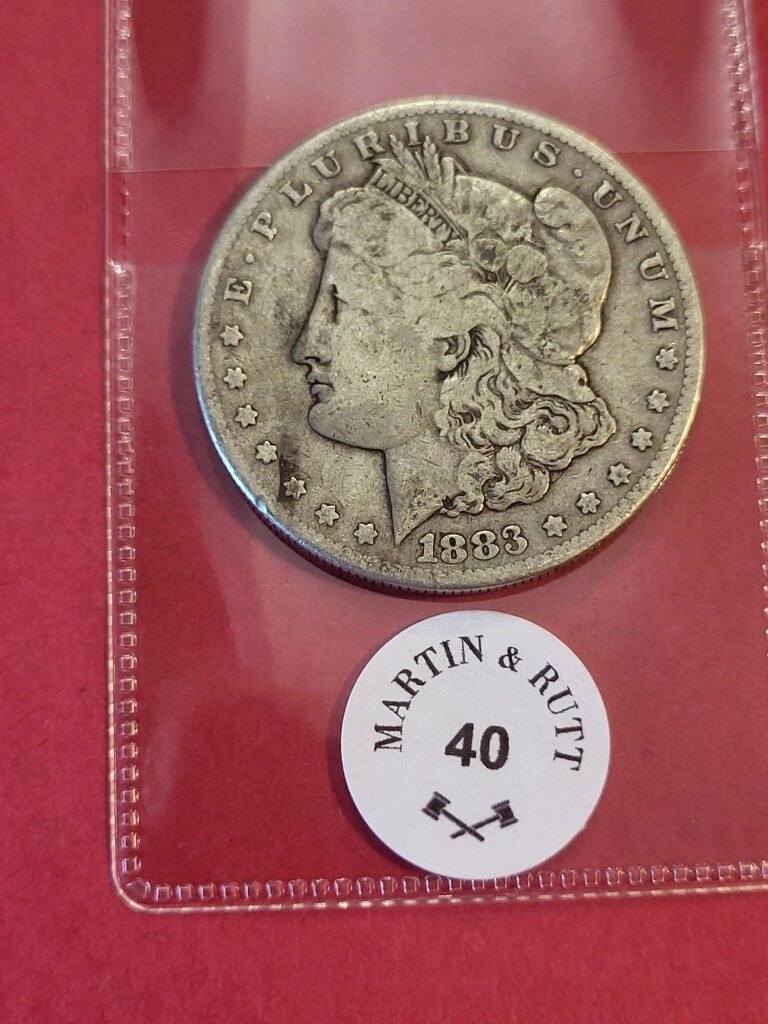 E · PLURIBUS · UNUM
LIBERTY
1883
MARTIN & RUTT
40